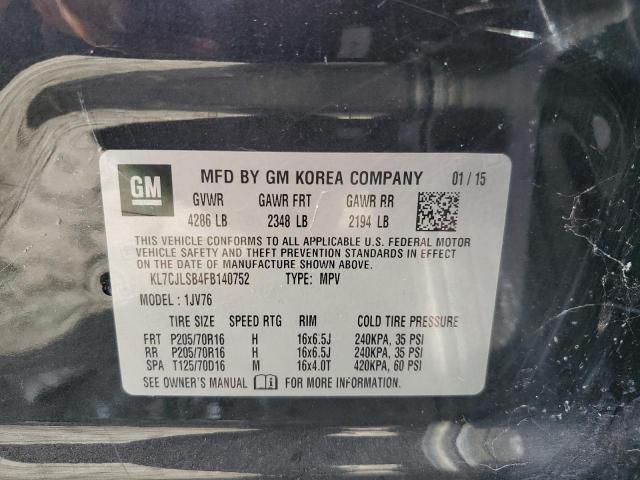 GM MFD BY GM KOREA COMPANY 01/15
GVWR GAWR FRT GAWR RR
4286 LB 2348 LB 2194 LB
THIS VEHICLE CONFORMS TO ALL APPLICABLE U.S. FEDERAL MOTOR
VEHICLE SAFETY AND THEFT PREVENTION STANDARDS IN EFFECT
ON THE DATE OF MANUFACTURE SHOWN ABOVE.
KL7CJLSB4FB140752 TYPE: MPV
MODEL : 1JV76
TIRE SIZE SPEED RTG RIM COLD TIRE PRESSURE
FRT P205/70R16 H 16x6.5J 240KPA, 35 PSI
RR P205/70R16 H 16x6.5J 240KPA, 35 PSI
SPA T125/70D16 M 16x4.0T 420KPA, 60 PSI
SEE OWNER'S MANUAL FOR MORE INFORMATION.